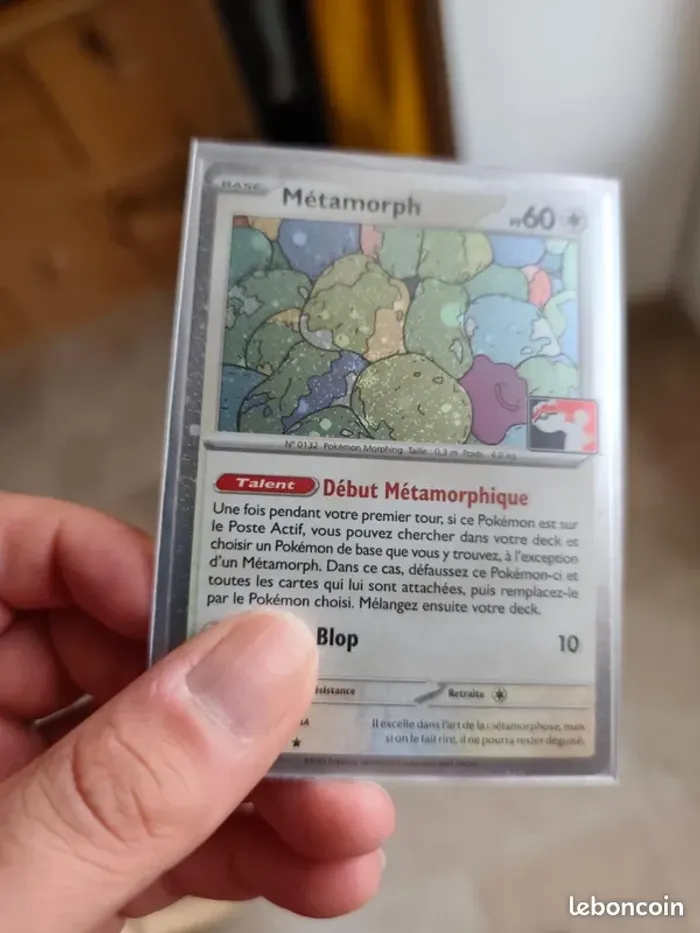 BASE
Métamorph
PV60
N° 0132 Pokémon Morphing Taille : 0,3 m Poids : 4,0 kg
Talent Début Métamorphique
Une fois pendant votre premier tour, si ce Pokémon est sur
le Poste Actif, vous pouvez chercher dans votre deck et
choisir un Pokémon de base que vous y trouvez, à l'exception
d'un Métamorph. Dans ce cas, défaussez ce Pokémon-ci et
toutes les cartes qui lui sont attachées, puis remplacez-le
par le Pokémon choisi. Mélangez ensuite votre deck.
Blop 10
ésistance Retraite
Il excelle dans l'art de la métamorphose, mais
si on le fait rire, il ne pourra rester déguisé.
leboncoin